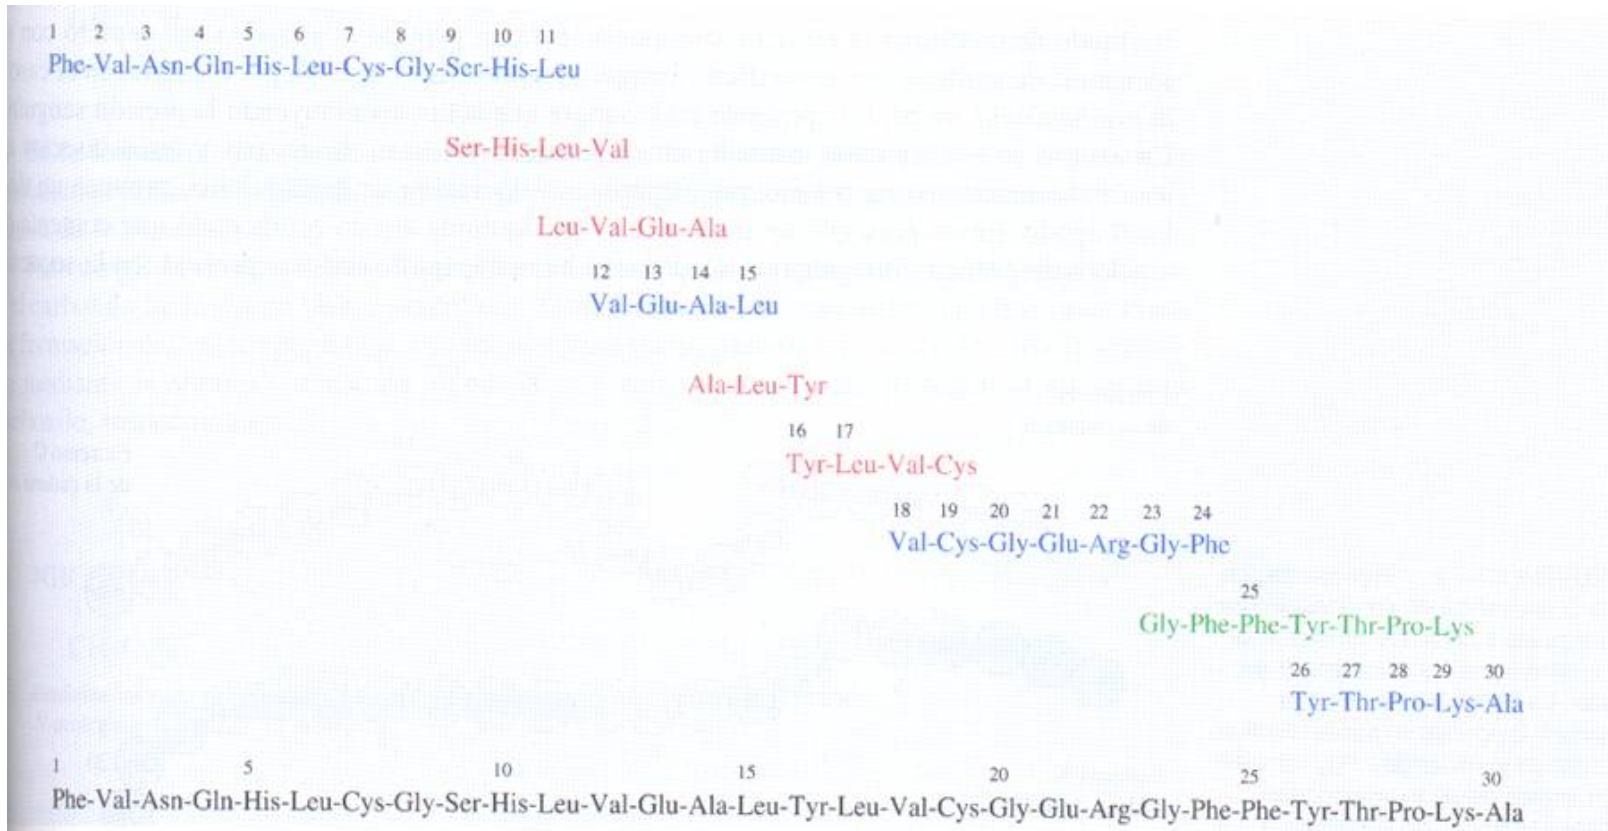 1 2 3 4 5 6 7 8 9 10 11
Phe-Val-Asn-Gln-His-Leu-Cys-Gly-Ser-His-Leu
Ser-His-Leu-Val
Leu-Val-Glu-Ala
12 13 14 15
Val-Glu-Ala-Leu
Ala-Leu-Tyr
16 17
Tyr-Leu-Val-Cys
18 19 20 21 22 23 24
Val-Cys-Gly-Glu-Arg-Gly-Phe
25
Gly-Phe-Phe-Tyr-Thr-Pro-Lys
26 27 28 29 30
Tyr-Thr-Pro-Lys-Ala
1 5 10 15 20 25 30
Phe-Val-Asn-Gln-His-Leu-Cys-Gly-Ser-His-Leu-Val-Glu-Ala-Leu-Tyr-Leu-Val-Cys-Gly-Glu-Arg-Gly-Phe-Phe-Tyr-Thr-Pro-Lys-Ala